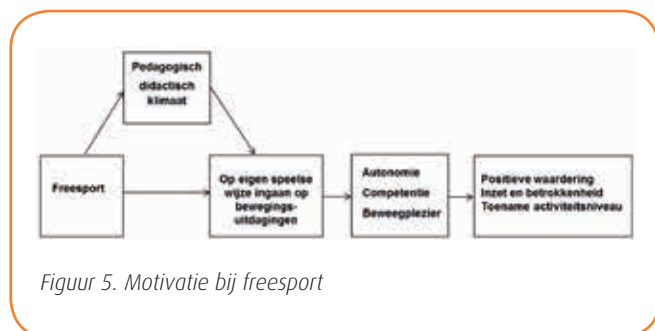 Pedagogisch
didactisch
klimaat
Freesport
Op eigen speelse
wijze ingaan op
bewegings-
uitdagingen
Autonomie
Competentie
Beweegplezier
Positieve waardering
Inzet en betrokkenheid
Toename activiteitsniveau
Figuur 5. Motivatie bij freesport